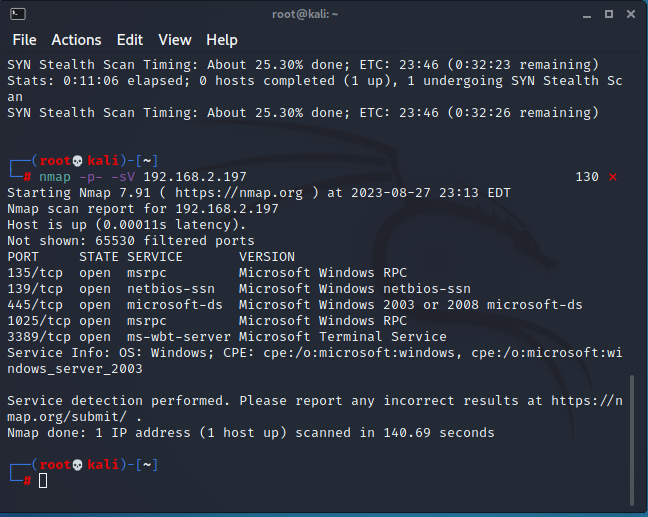 root@kali: ~
File Actions Edit View Help
SYN Stealth Scan Timing: About 25.30% done; ETC: 23:46 (0:32:23 remaining)
Stats: 0:11:06 elapsed; 0 hosts completed (1 up), 1 undergoing SYN Stealth Sc
an
SYN Stealth Scan Timing: About 25.30% done; ETC: 23:46 (0:32:26 remaining)
┌──(root💀kali)-[~]
└─# nmap -p- -sV 192.168.2.197 130 ⨯
Starting Nmap 7.91 ( https://nmap.org ) at 2023-08-27 23:13 EDT
Nmap scan report for 192.168.2.197
Host is up (0.00011s latency).
Not shown: 65530 filtered ports
PORT STATE SERVICE VERSION
135/tcp open msrpc Microsoft Windows RPC
139/tcp open netbios-ssn Microsoft Windows netbios-ssn
445/tcp open microsoft-ds Microsoft Windows 2003 or 2008 microsoft-ds
1025/tcp open msrpc Microsoft Windows RPC
3389/tcp open ms-wbt-server Microsoft Terminal Service
Service Info: OS: Windows; CPE: cpe:/o:microsoft:windows, cpe:/o:microsoft:wi
ndows_server_2003
Service detection performed. Please report any incorrect results at https://n
map.org/submit/ .
Nmap done: 1 IP address (1 host up) scanned in 140.69 seconds
┌──(root💀kali)-[~]
└─#